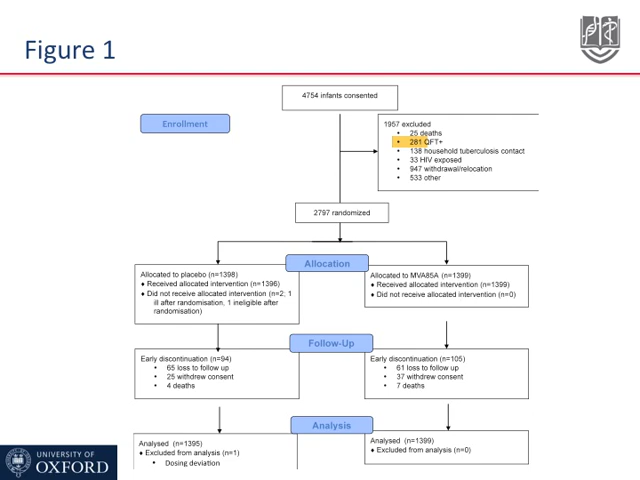 Figure 1
4754 infants consented
Enrollment
1957 excluded
• 25 deaths
• 281 QFT+
• 138 household tuberculosis contact
• 33 HIV exposed
• 947 withdrawal/relocation
• 533 other
2797 randomized
Allocation
Allocated to placebo (n=1398)
♦ Received allocated intervention (n=1396)
♦ Did not receive allocated intervention (n=2; 1
ill after randomisation, 1 ineligible after
randomisation)
Allocated to MVA85A (n=1399)
♦ Received allocated intervention (n=1399)
♦ Did not receive allocated intervention (n=0)
Follow-Up
Early discontinuation (n=94)
• 65 loss to follow up
• 25 withdrew consent
• 4 deaths
Early discontinuation (n=105)
• 61 loss to follow up
• 37 withdrew consent
• 7 deaths
Analysis
Analysed (n=1395)
♦ Excluded from analysis (n=1)
• Dosing deviation
Analysed (n=1399)
♦ Excluded from analysis (n=0)
UNIVERSITY OF
OXFORD